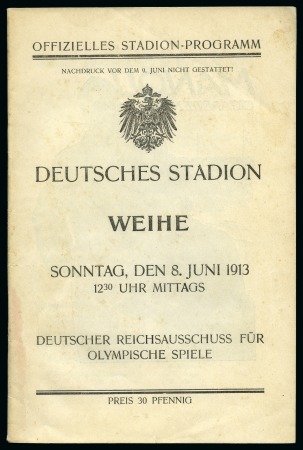 OFFIZIELLES STADION-PROGRAMM
NACHDRUCK VOR DEM 9. JUNI NICHT GESTATTET!
DEUTSCHES STADION
WEIHE
SONNTAG, DEN 8. JUNI 1913
12³⁰ UHR MITTAGS
DEUTSCHER REICHSAUSSCHUSS FÜR
OLYMPISCHE SPIELE
PREIS 30 PFENNIG